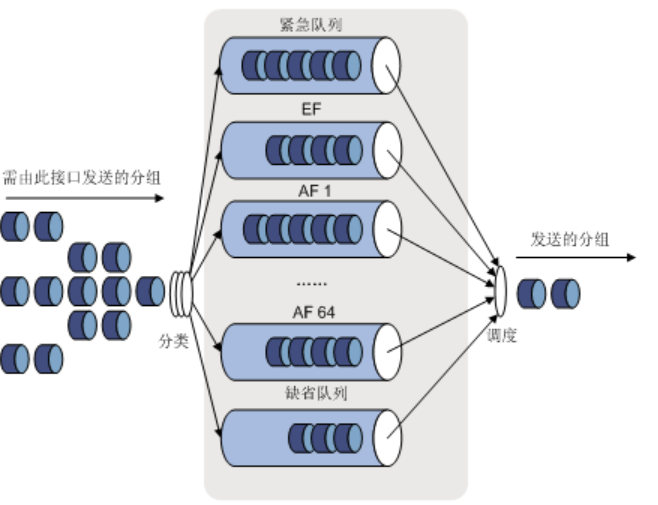 紧急队列
EF
需由此接口发送的分组
AF 1
发送的分组
......
AF 64
分类
调度
缺省队列